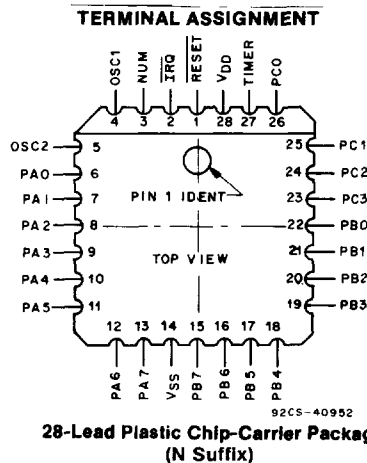 TERMINAL ASSIGNMENT
OSC1 NUM IRQ RESET VDD TIMER PC0
4 3 2 1 28 27 26
OSC2 5 25 PC1
PA0 6 24 PC2
PIN 1 IDENT
PA1 7 23 PC3
PA2 8 22 PB0
PA3 9 21 PB1
TOP VIEW
PA4 10 20 PB2
PA5 11 19 PB3
12 13 14 15 16 17 18
PA6 PA7 VSS PB7 PB6 PB5 PB4
92CS-40952
28-Lead Plastic Chip-Carrier Packag
(N Suffix)